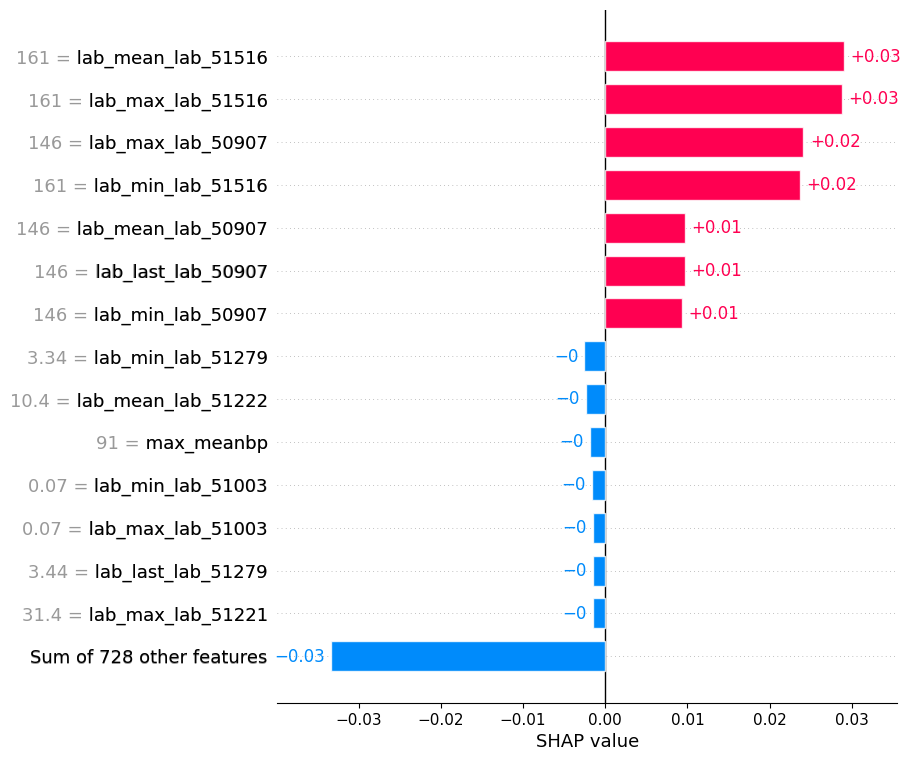 161 = lab_mean_lab_51516 +0.03
161 = lab_max_lab_51516 +0.03
146 = lab_max_lab_50907 +0.02
161 = lab_min_lab_51516 +0.02
146 = lab_mean_lab_50907 +0.01
146 = lab_last_lab_50907 +0.01
146 = lab_min_lab_50907 +0.01
3.34 = lab_min_lab_51279 −0
10.4 = lab_mean_lab_51222 −0
91 = max_meanbp −0
0.07 = lab_min_lab_51003 −0
0.07 = lab_max_lab_51003 −0
3.44 = lab_last_lab_51279 −0
31.4 = lab_max_lab_51221 −0
Sum of 728 other features −0.03
−0.03 −0.02 −0.01 0.00 0.01 0.02 0.03
SHAP value